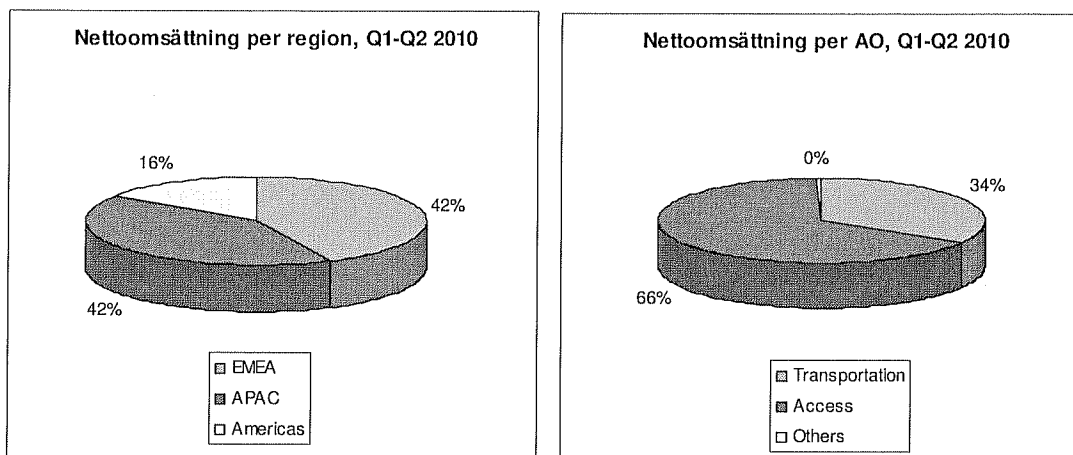 Nettoomsättning per region, Q1-Q2 2010
16%
42%
42%
EMEA
APAC
Americas
Nettoomsättning per AO, Q1-Q2 2010
0%
34%
66%
Transportation
Access
Others